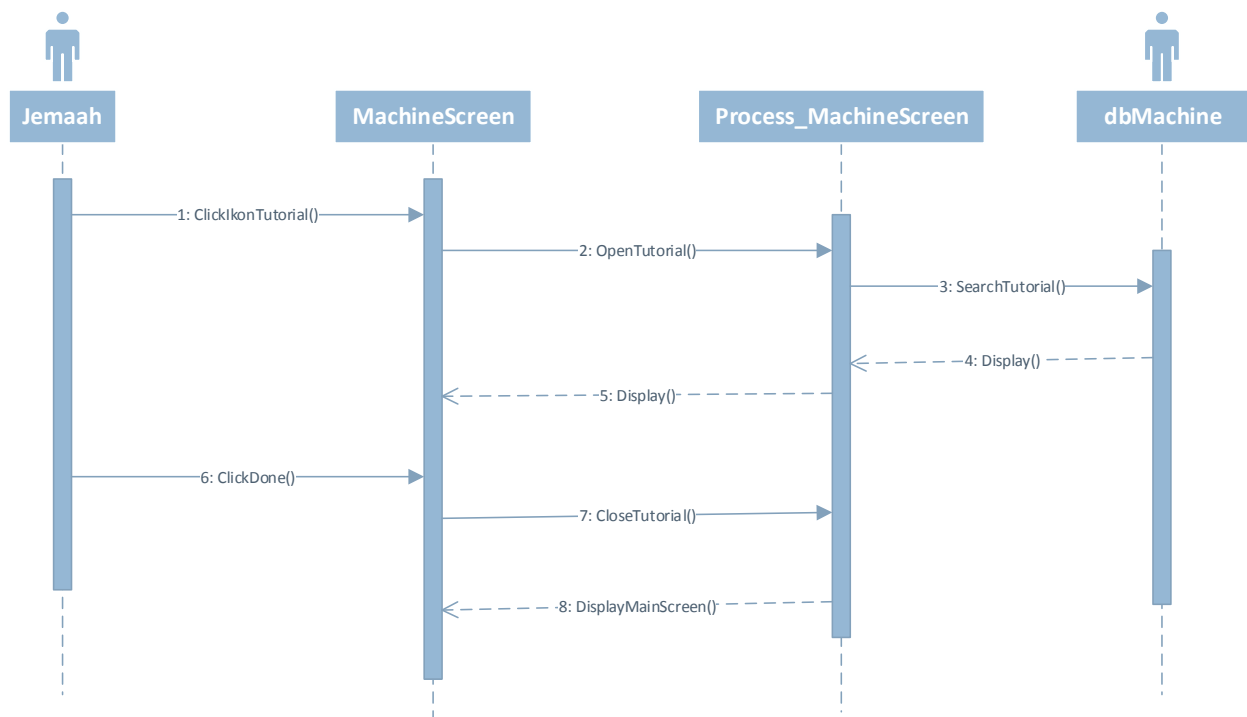 Jemaah
MachineScreen
Process_MachineScreen
dbMachine
1: ClickIkonTutorial()
2: OpenTutorial()
3: SearchTutorial()
4: Display()
5: Display()
6: ClickDone()
7: CloseTutorial()
8: DisplayMainScreen()